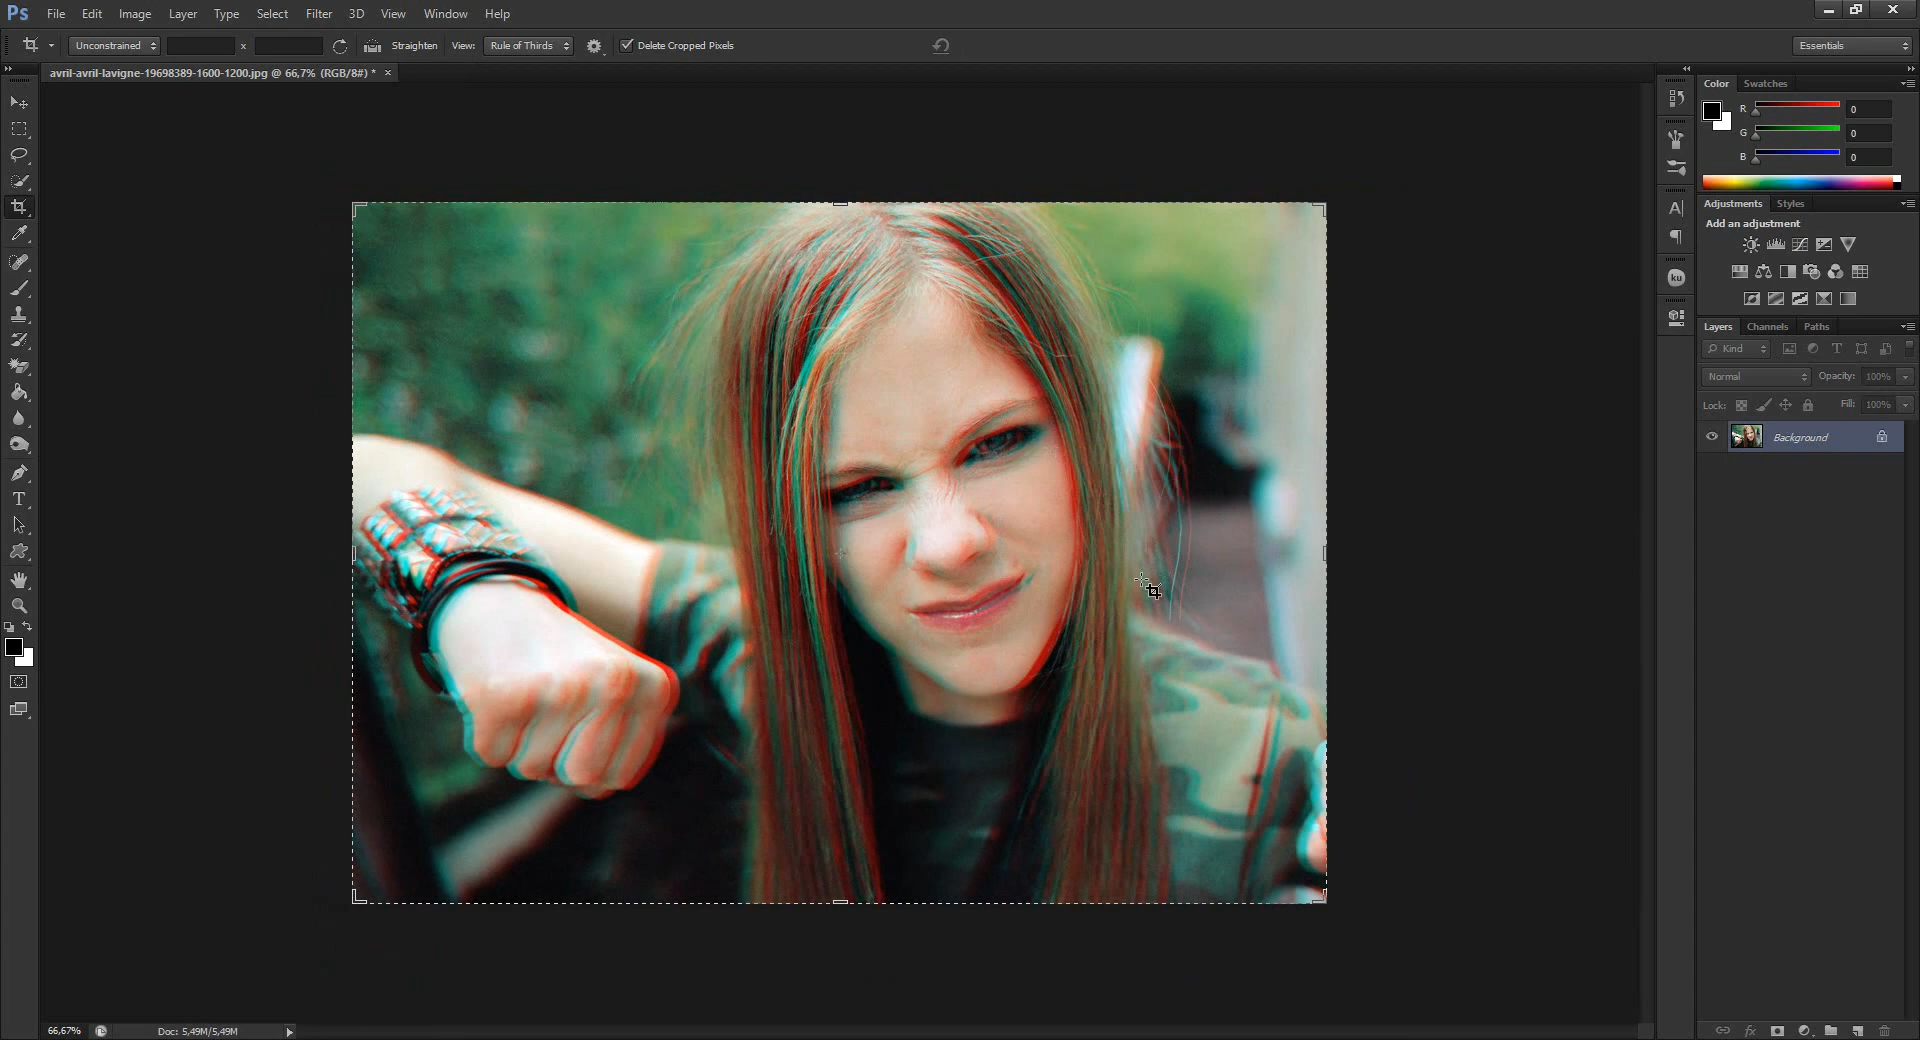 Ps File Edit Image Layer Type Select Filter 3D View Window Help
Unconstrained x Straighten View: Rule of Thirds Delete Cropped Pixels Essentials
avril-avril-lavigne-19698389-1600-1200.jpg @ 66,7% (RGB/8#) * ×
Color Swatches
R 0
G 0
B 0
A
ku
Adjustments Styles
Add an adjustment
Layers Channels Paths
Kind T
Normal Opacity: 100%
Lock: Fill: 100%
Background
T
66,67% Doc: 5,49M/5,49M
fx